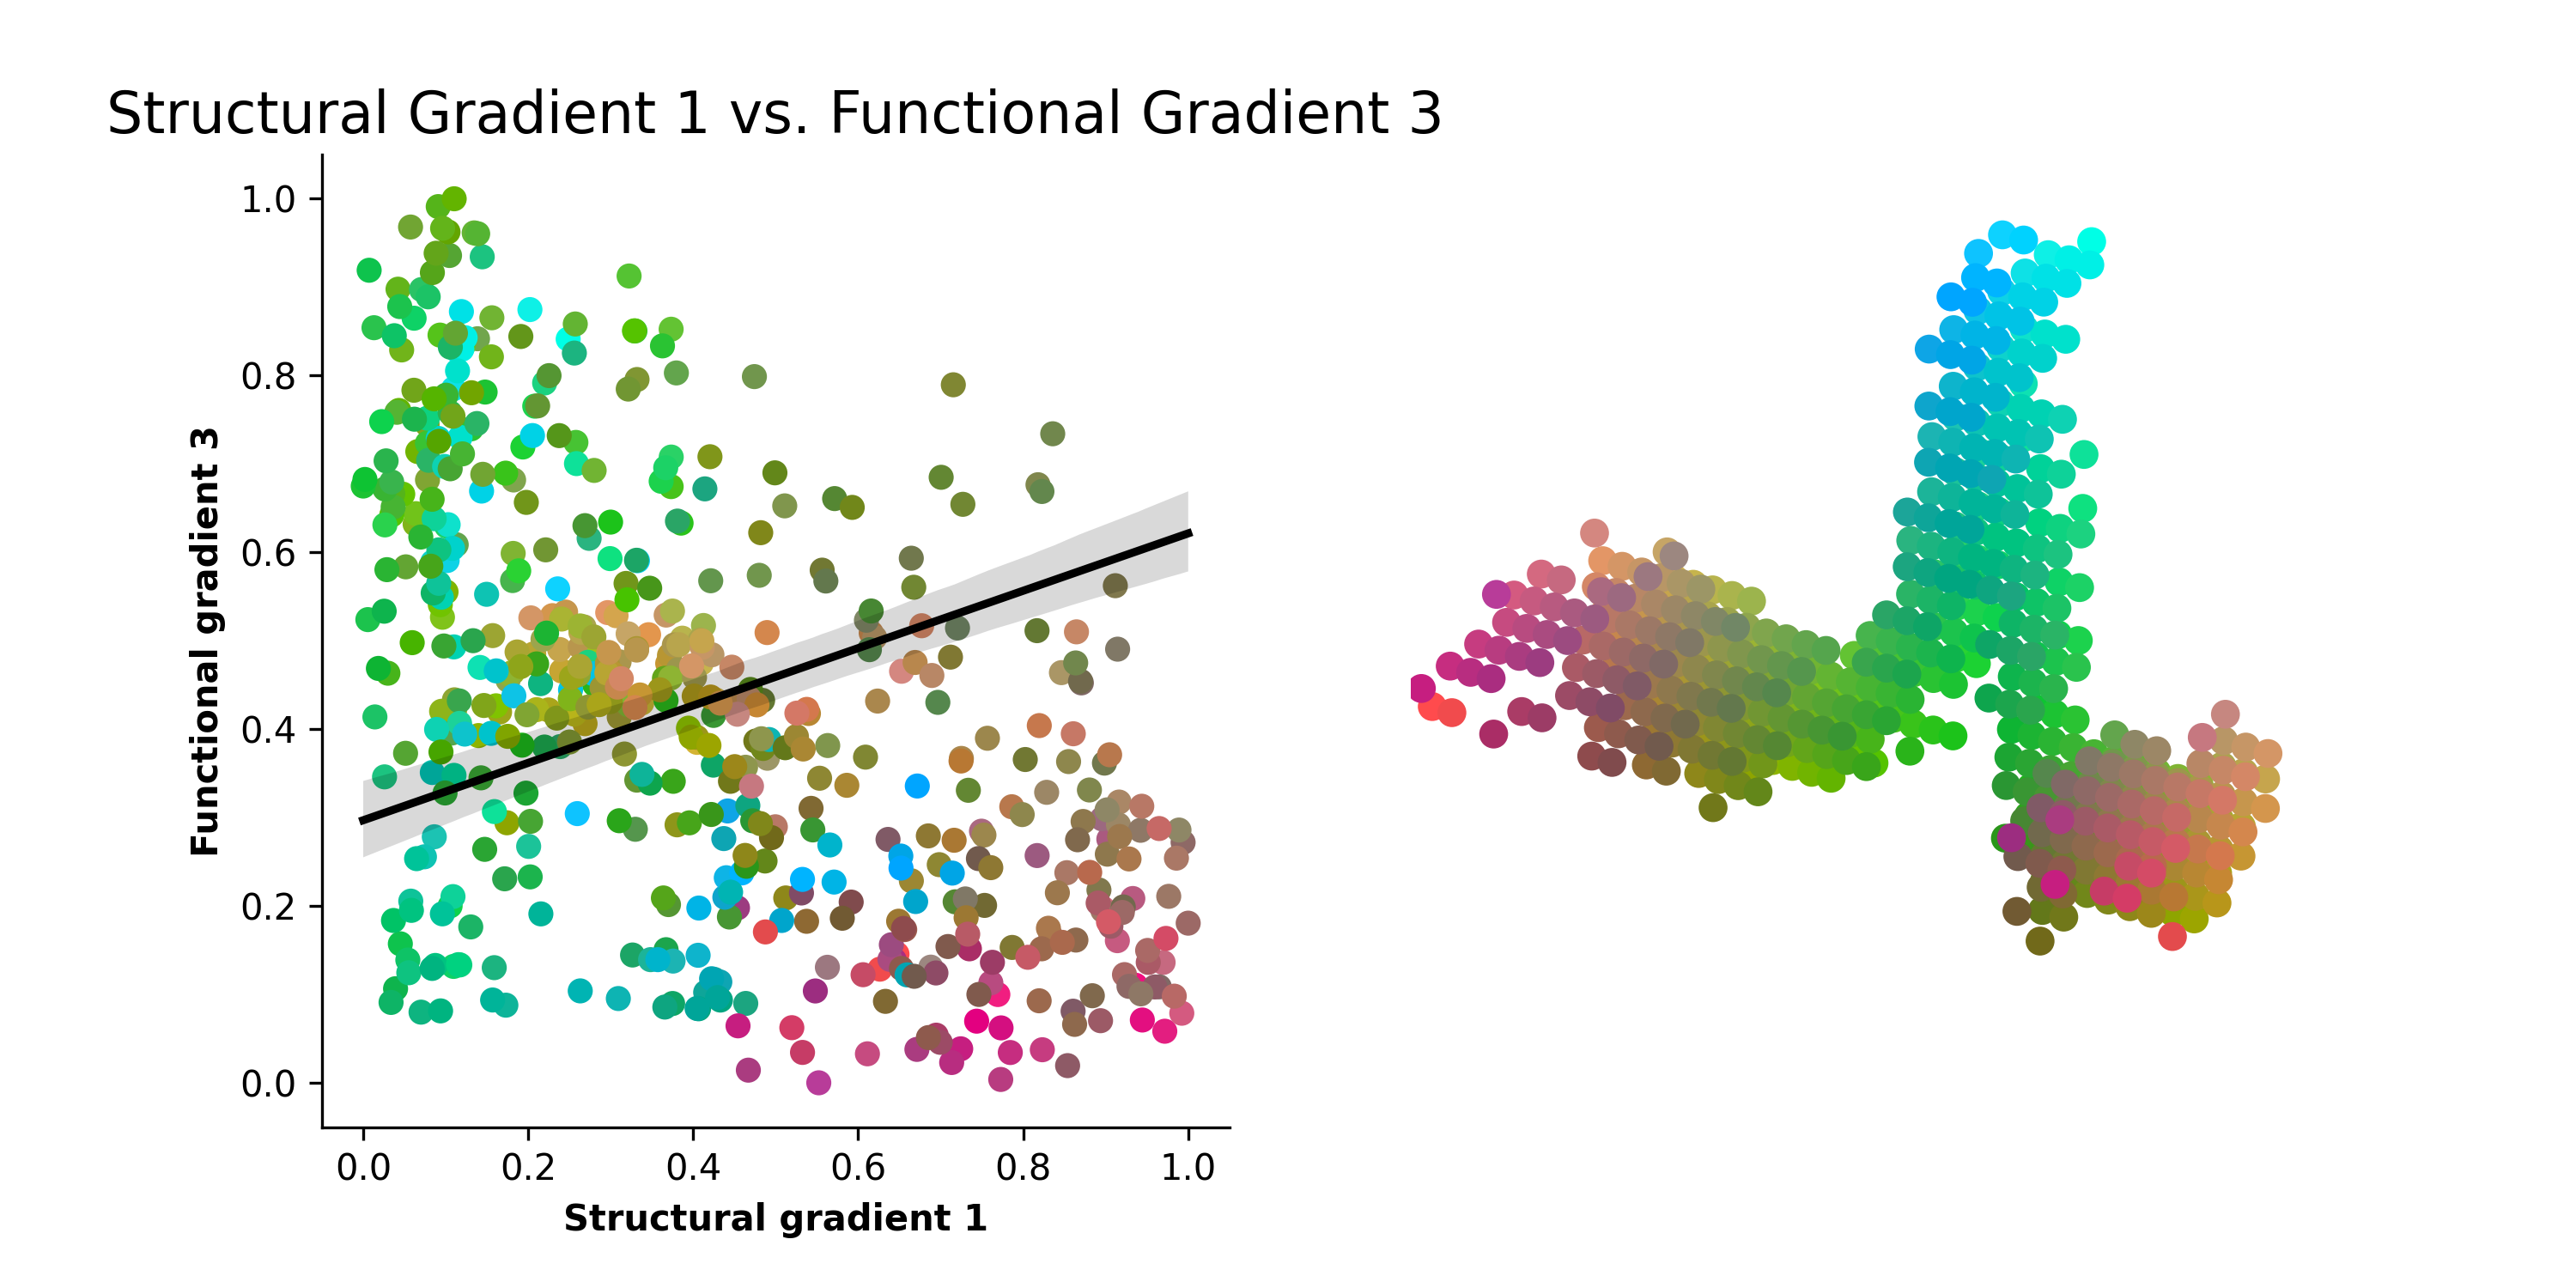 Structural Gradient 1 vs. Functional Gradient 3
1.0
0.8
0.6
0.4
0.2
0.0
Functional gradient 3
0.0 0.2 0.4 0.6 0.8 1.0
Structural gradient 1